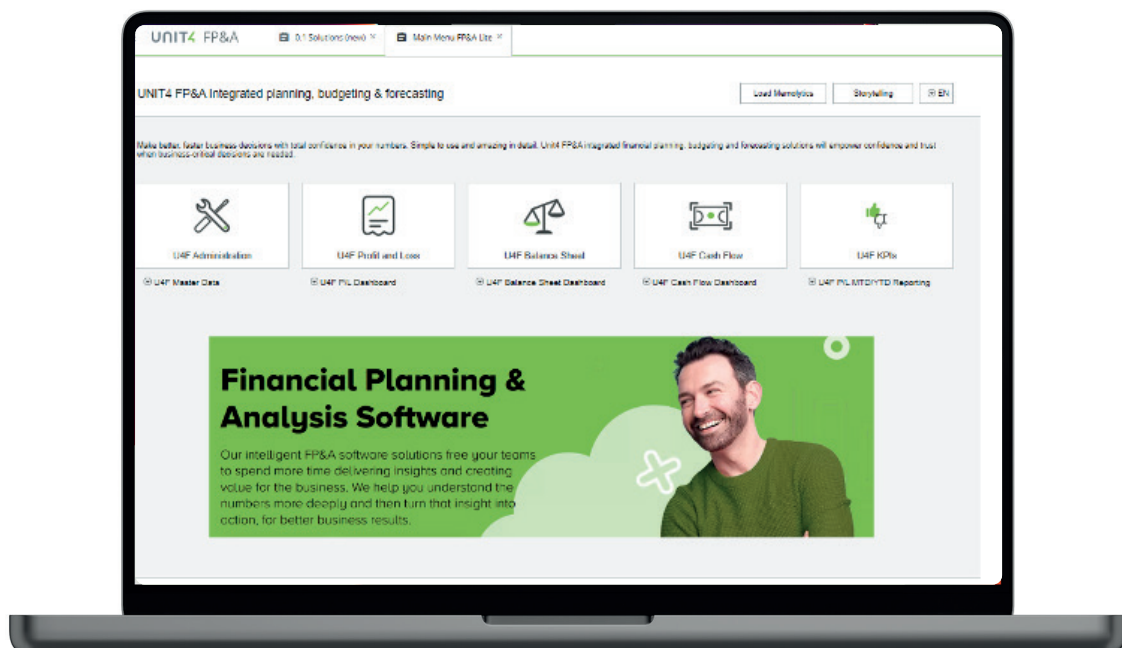 UNIT4 FP&A
0.1 Solutions (new) ×
Main Menu FP&A Lite ×
UNIT4 FP&A Integrated planning, budgeting & forecasting
Load Memolytics
Storytelling
EN
Make better, faster business decisions with total confidence in your numbers. Simple to use and amazing in detail. Unit4 FP&A integrated financial planning, budgeting and forecasting solutions will empower confidence and trust
when business-critical decisions are needed.
U4F Administration
U4F Profit and Loss
U4F Balance Sheet
U4F Cash Flow
U4F KPIs
U4F Master Data
U4F P/L Dashboard
U4F Balance Sheet Dashboard
U4F Cash Flow Dashboard
U4F P/L MTD/YTD Reporting
Financial Planning &
Analysis Software
Our intelligent FP&A software solutions free your teams
to spend more time delivering insights and creating
value for the business. We help you understand the
numbers more deeply and then turn that insight into
action, for better business results.